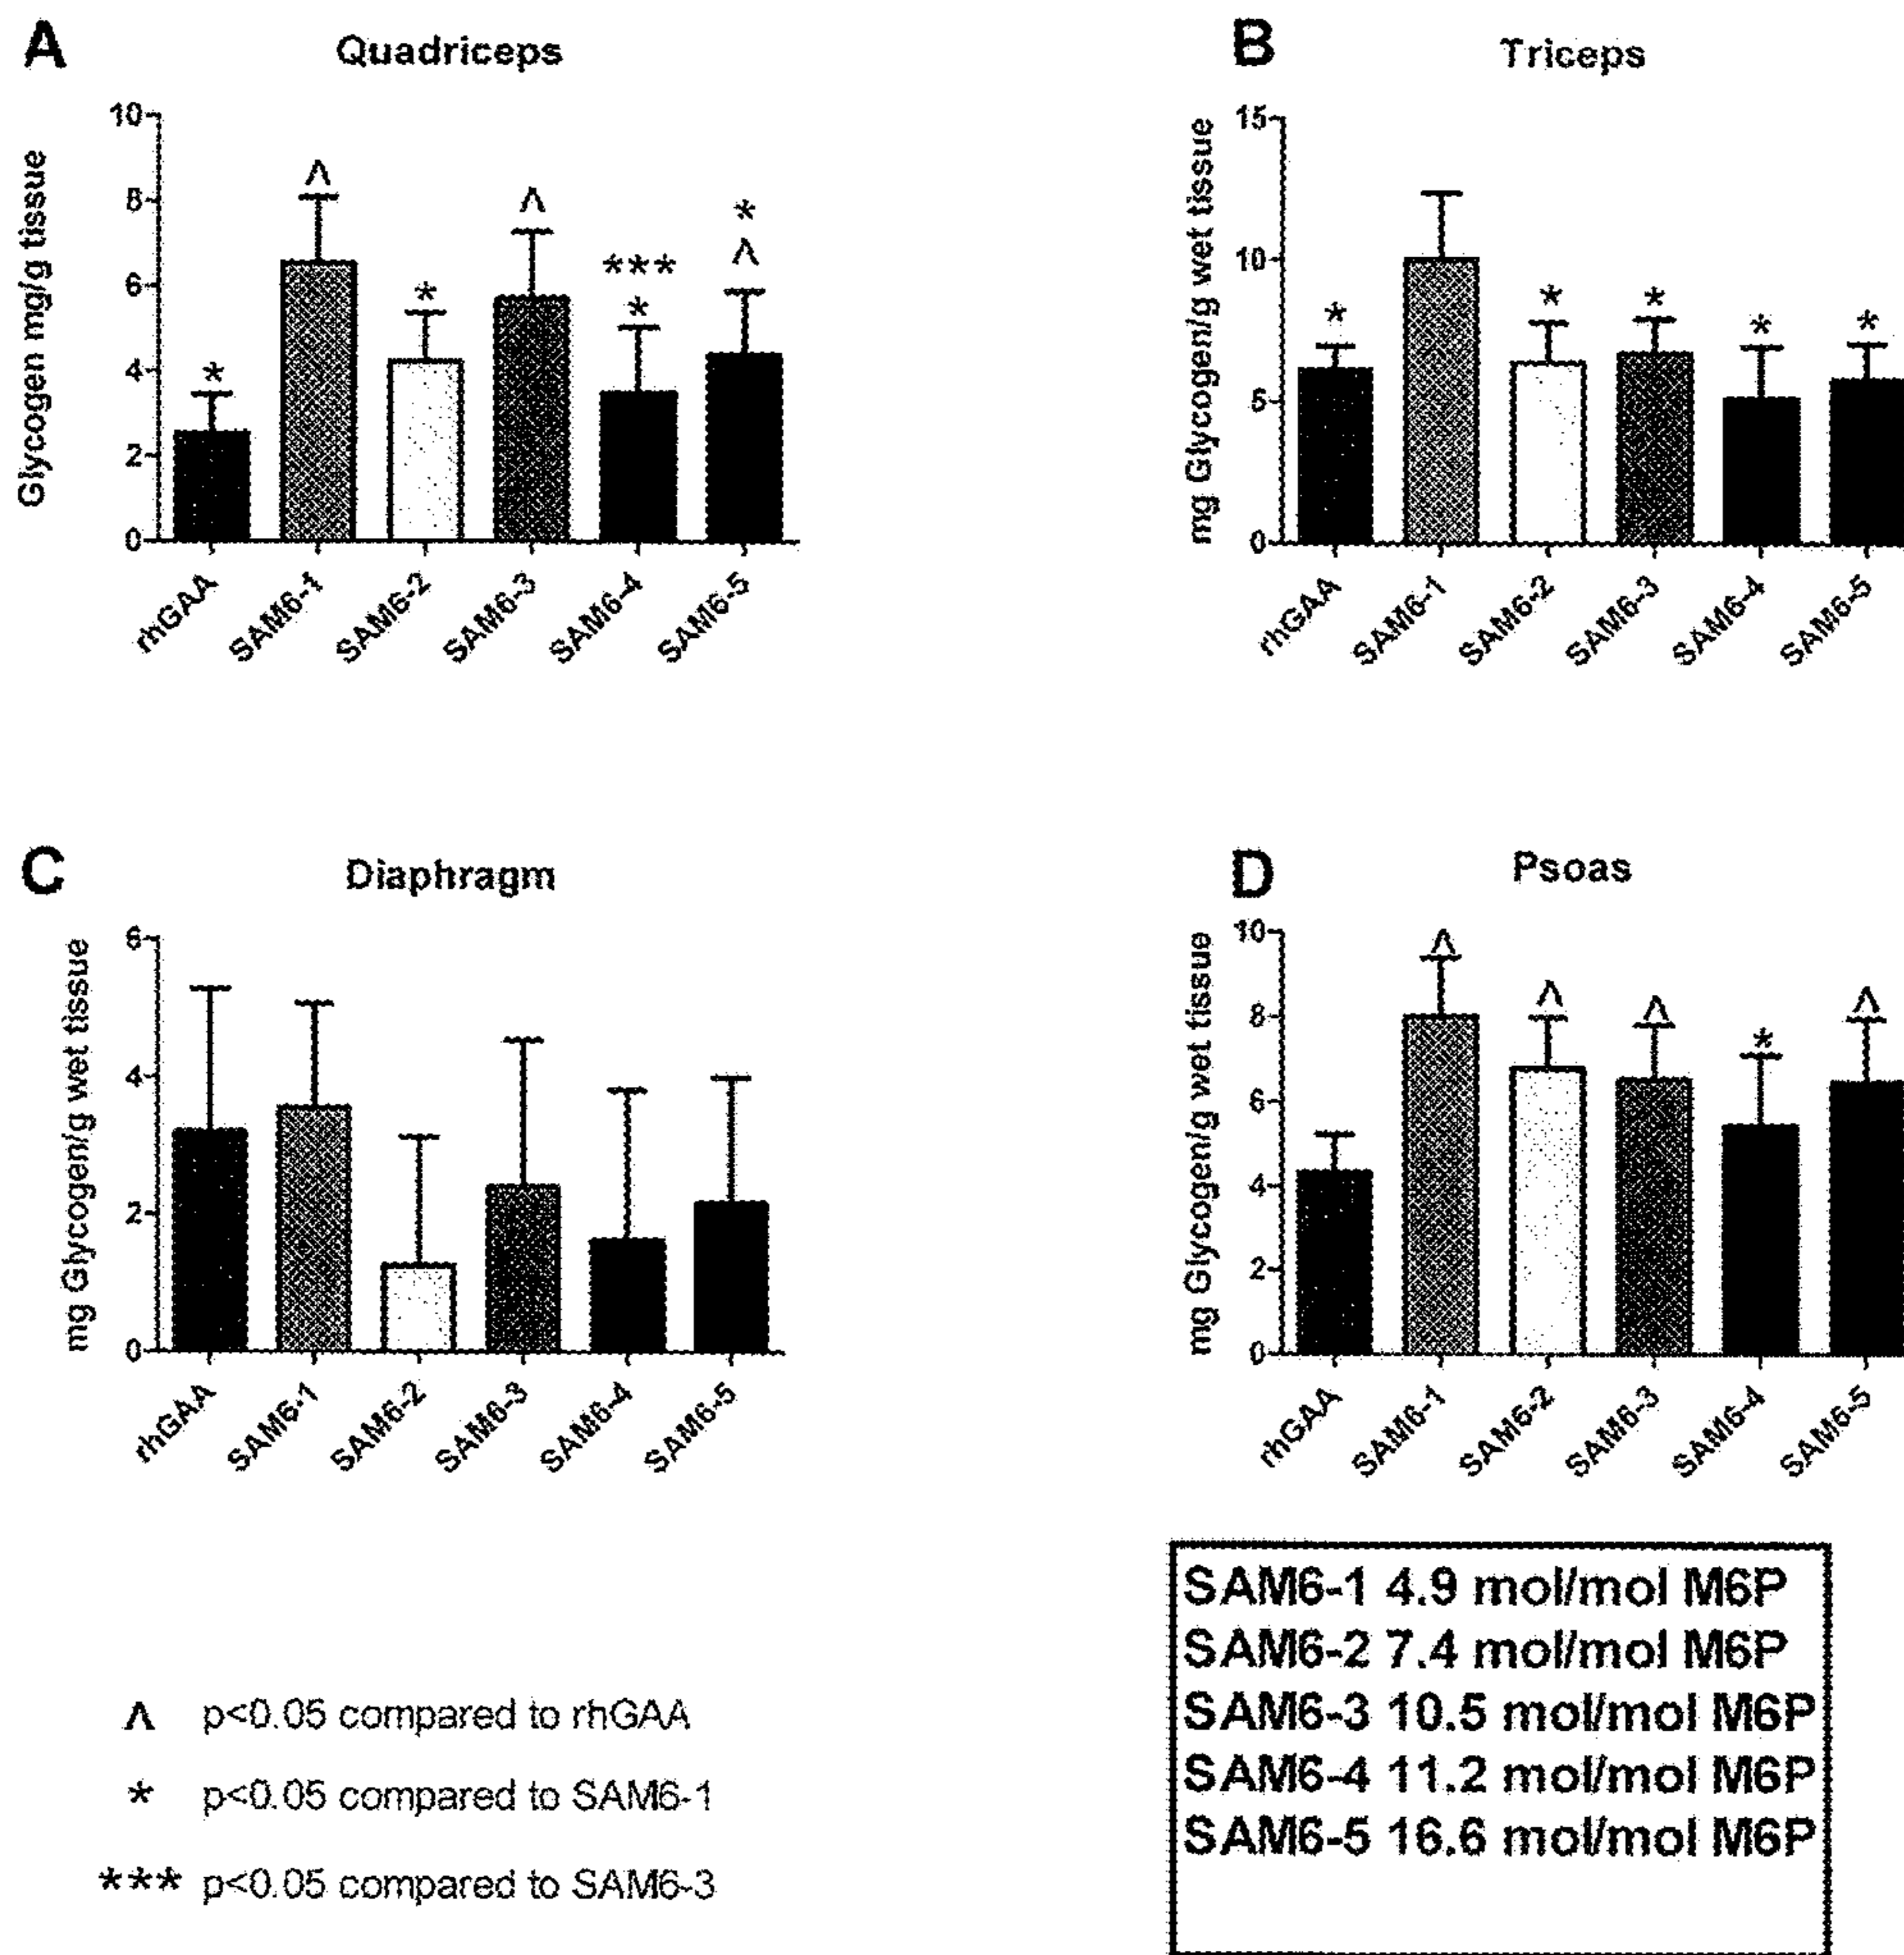 A
Quadriceps
Glycogen mg/g tissue
10
8
6
4
2
0
^
*
^
*
***
*
*
^
rhGAA
SAM6-1
SAM6-2
SAM6-3
SAM6-4
SAM6-5
B
Triceps
mg Glycogen/g wet tissue
15
10
5
0
*
*
*
*
*
rhGAA
SAM6-1
SAM6-2
SAM6-3
SAM6-4
SAM6-5
C
Diaphragm
mg Glycogen/g wet tissue
6
4
2
0
rhGAA
SAM6-1
SAM6-2
SAM6-3
SAM6-4
SAM6-5
D
Psoas
mg Glycogen/g wet tissue
10
8
6
4
2
0
^
^
^
*
^
rhGAA
SAM6-1
SAM6-2
SAM6-3
SAM6-4
SAM6-5
^ p<0.05 compared to rhGAA
* p<0.05 compared to SAM6-1
*** p<0.05 compared to SAM6-3
SAM6-1 4.9 mol/mol M6P
SAM6-2 7.4 mol/mol M6P
SAM6-3 10.5 mol/mol M6P
SAM6-4 11.2 mol/mol M6P
SAM6-5 16.6 mol/mol M6P